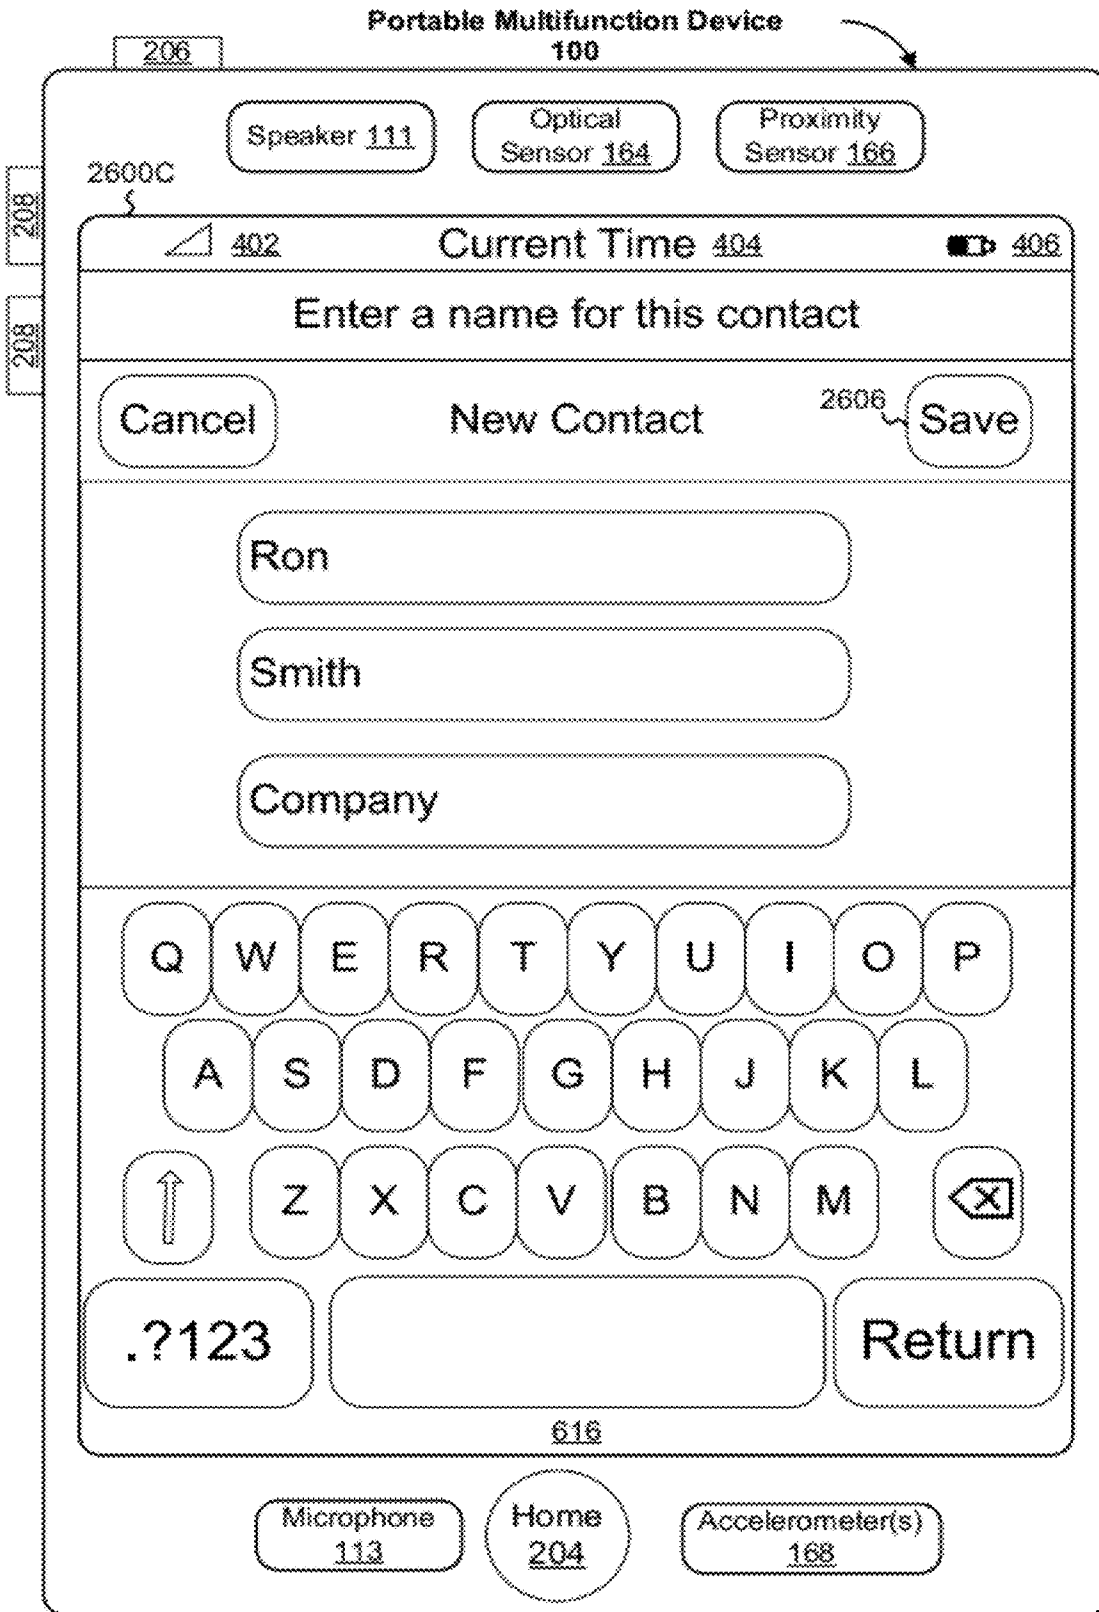 Portable Multifunction Device
100
206
Speaker 111
Optical
Sensor 164
Proximity
Sensor 166
2600C
208
208
402 Current Time 404 406
Enter a name for this contact
Cancel New Contact 2606 Save
Ron
Smith
Company
Q W E R T Y U I O P
A S D F G H J K L
Z X C V B N M
.?123 Return
616
Microphone
113
Home
204
Accelerometer(s)
168